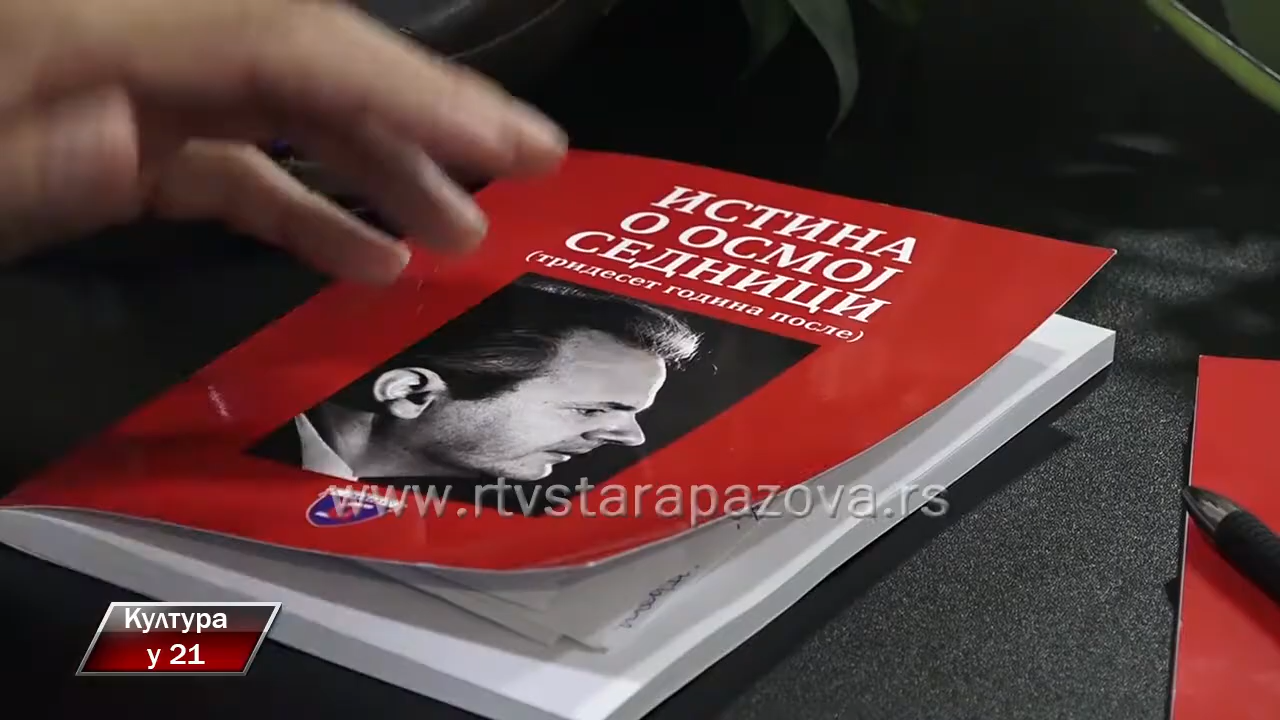 ИСТИНА
О ОСМОЈ
СЕДНИЦИ
(тридесет година после)
www.rtvstarapazova.rs
Култура
у 21